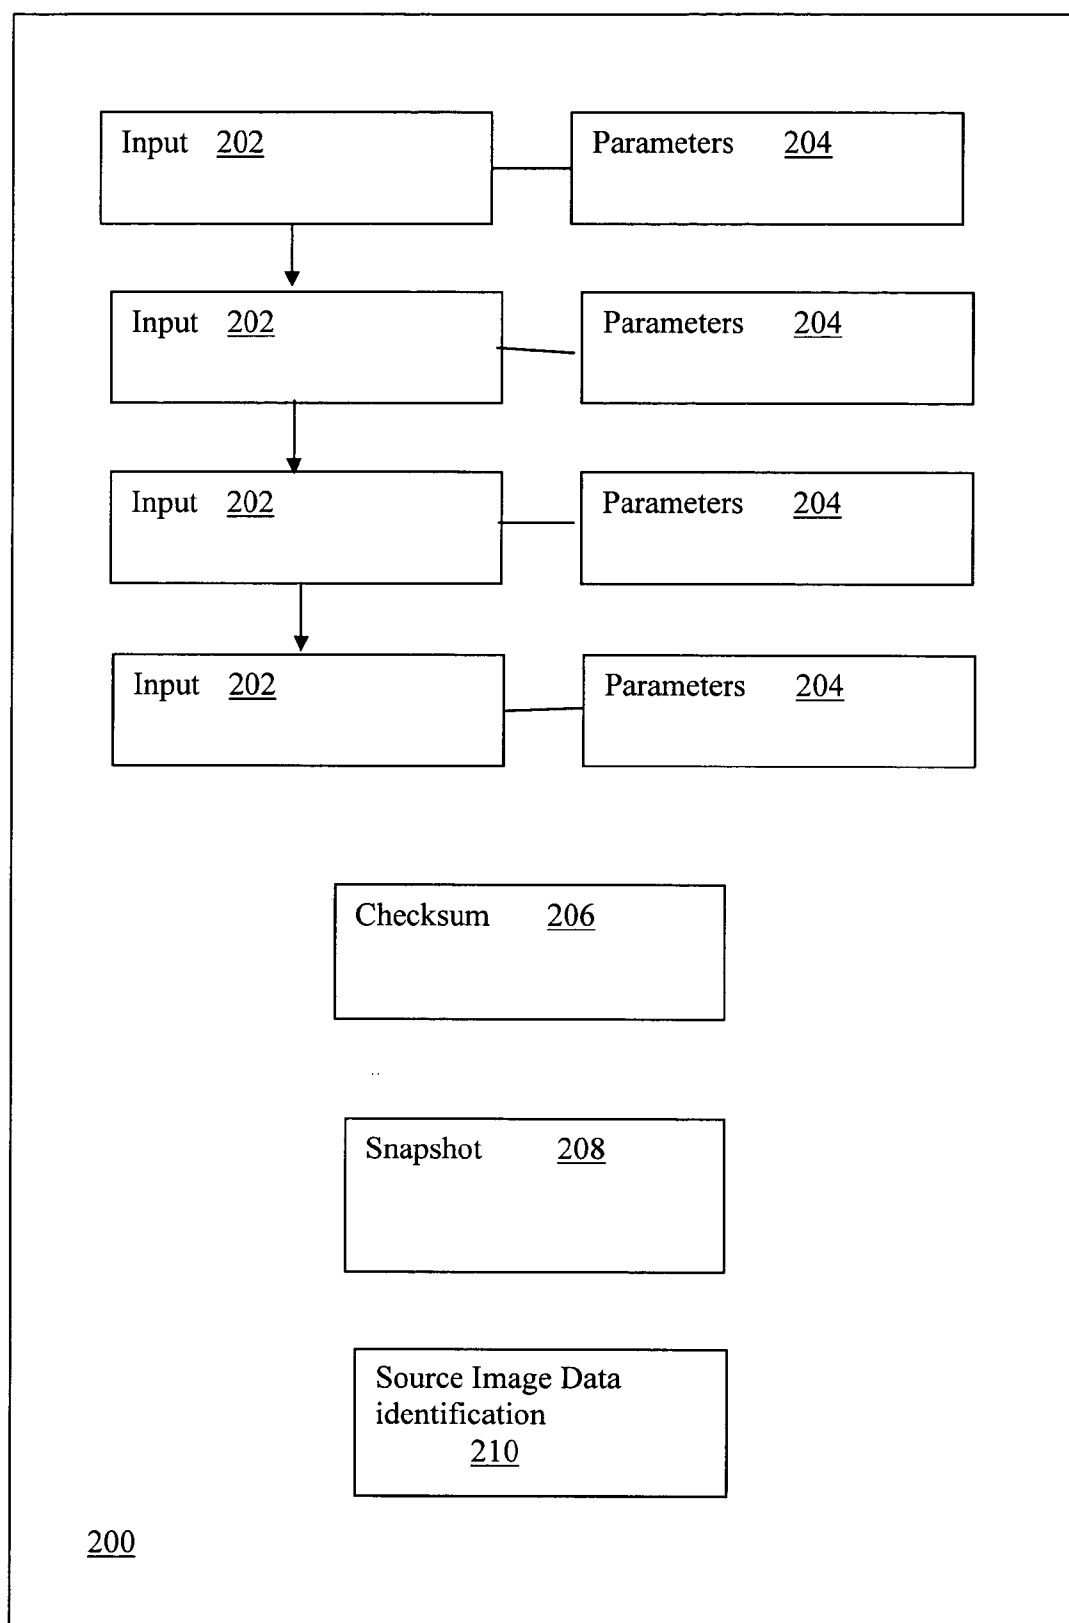 Input 202
Parameters 204
Input 202
Parameters 204
Input 202
Parameters 204
Input 202
Parameters 204
Checksum 206
Snapshot 208
Source Image Data
identification
210
200